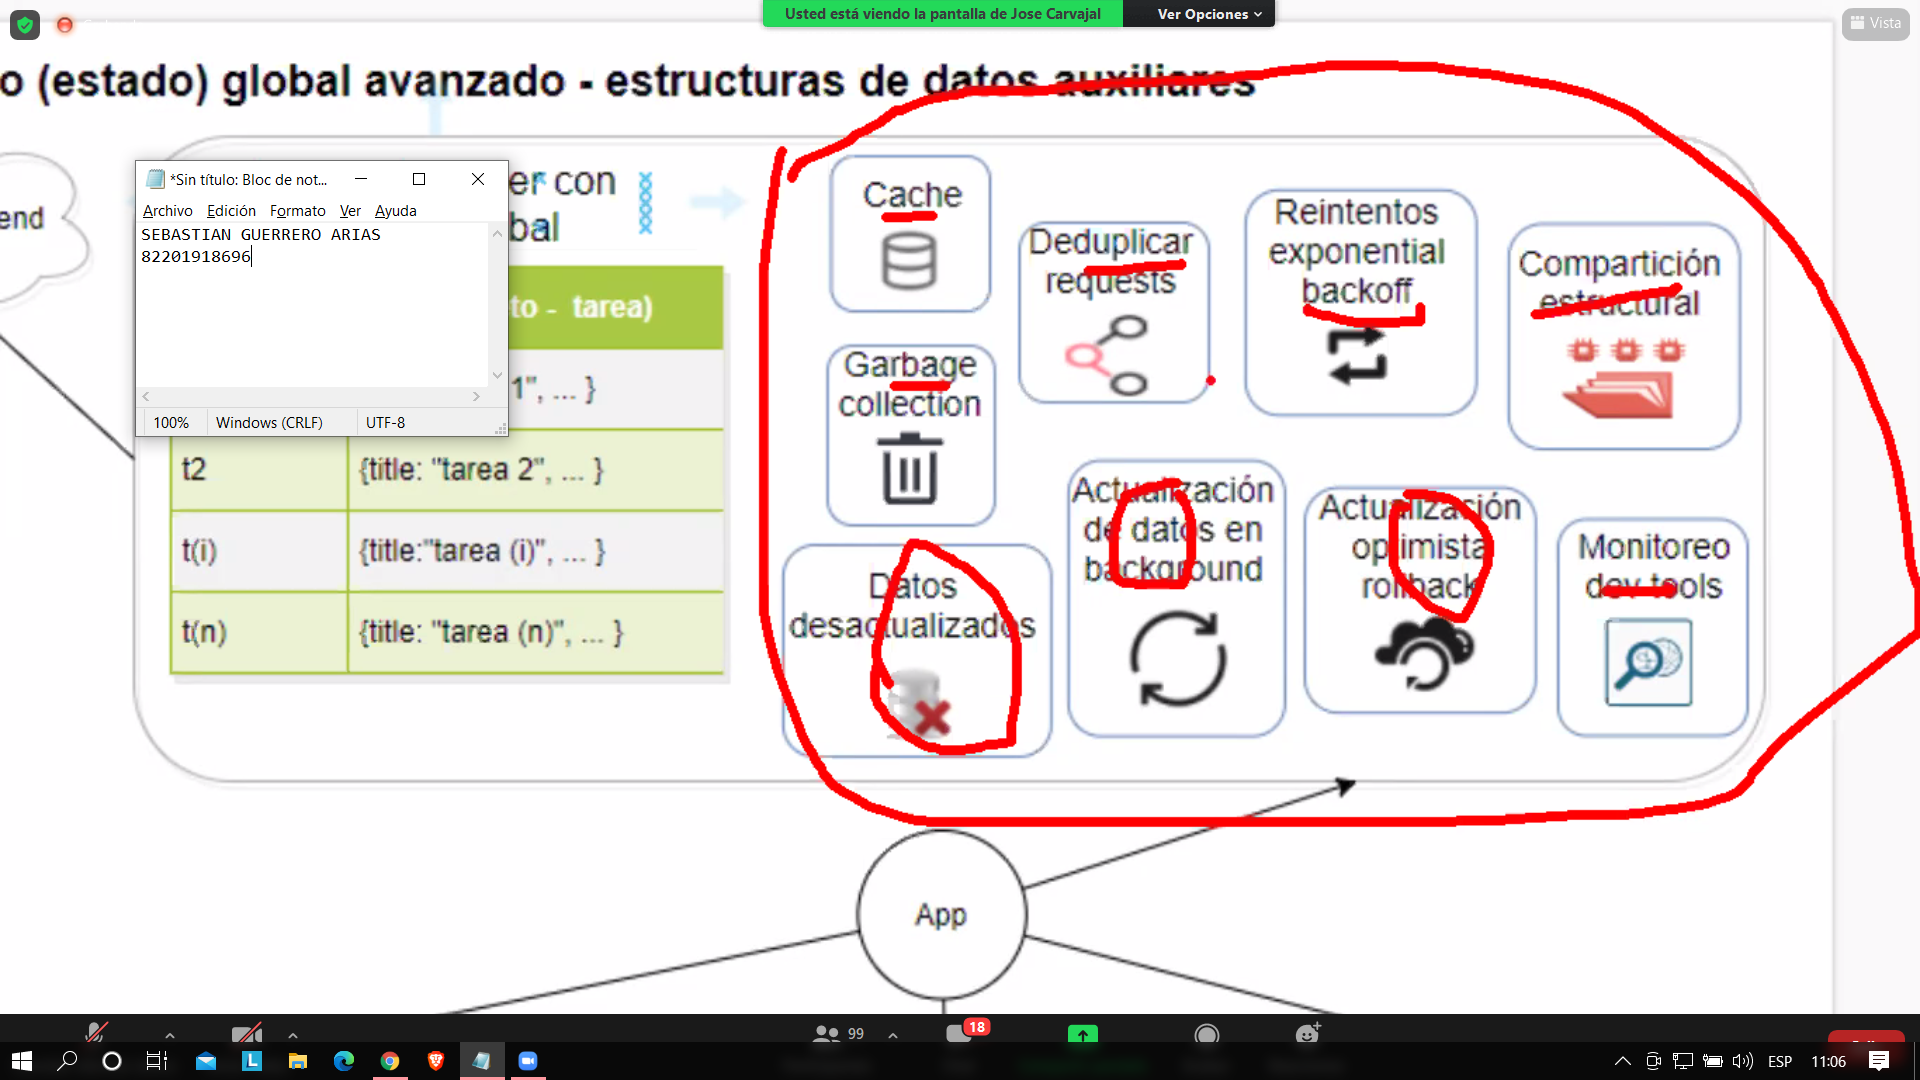 Usted está viendo la pantalla de Jose Carvajal
Ver Opciones
Vista
o (estado) global avanzado - estructuras de datos auxiliares
end
er con
bal
*Sin título: Bloc de not...
Archivo Edición Formato Ver Ayuda
SEBASTIAN GUERRERO ARIAS
82201918696
100% Windows (CRLF) UTF-8
to - tarea)
1", ... }
t2 {title: "tarea 2", ... }
t(i) {title:"tarea (i)", ... }
t(n) {title: "tarea (n)", ... }
Cache
Deduplicar
requests
Reintentos
exponential
backoff
Compartición
estructural
Garbage
collection
Datos
desactualizados
Actualización
de datos en
background
Actualización
optimista
rollback
Monitoreo
dev tools
App
99
18
ESP
11:06